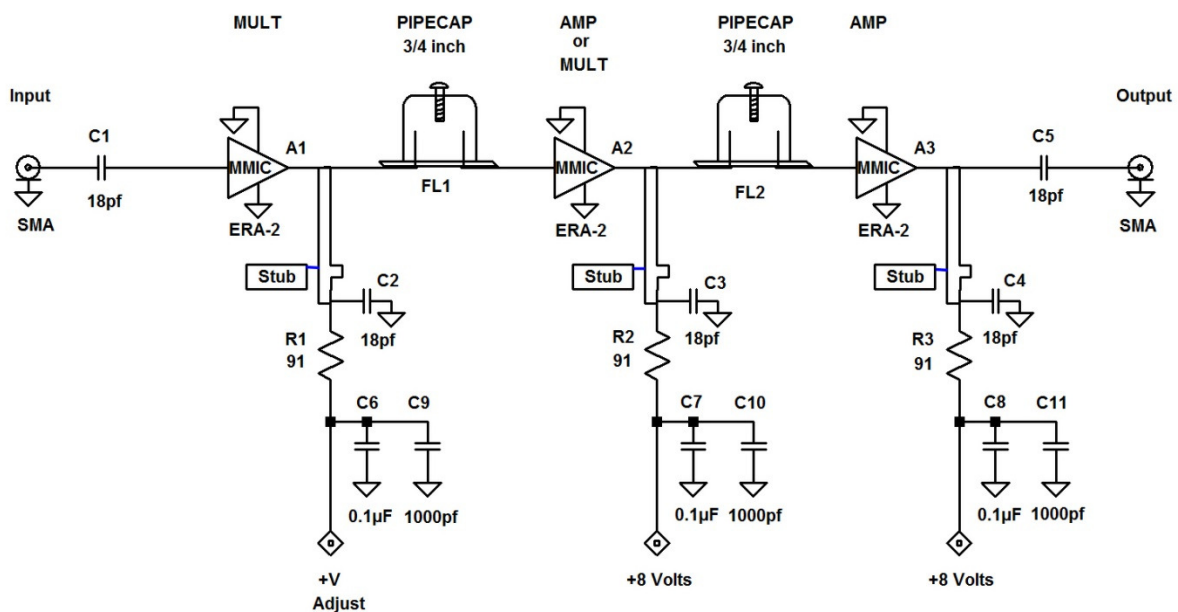 MULT
PIPECAP
3/4 inch
AMP
or
MULT
PIPECAP
3/4 inch
AMP
Input
Output
C1
18pf
SMA
MMIC
A1
ERA-2
FL1
MMIC
A2
ERA-2
FL2
MMIC
A3
ERA-2
C5
18pf
SMA
Stub
C2
18pf
Stub
C3
18pf
Stub
C4
18pf
R1
91
R2
91
R3
91
C6
C9
C7
C10
C8
C11
0.1µF
1000pf
0.1µF
1000pf
0.1µF
1000pf
+V
Adjust
+8 Volts
+8 Volts